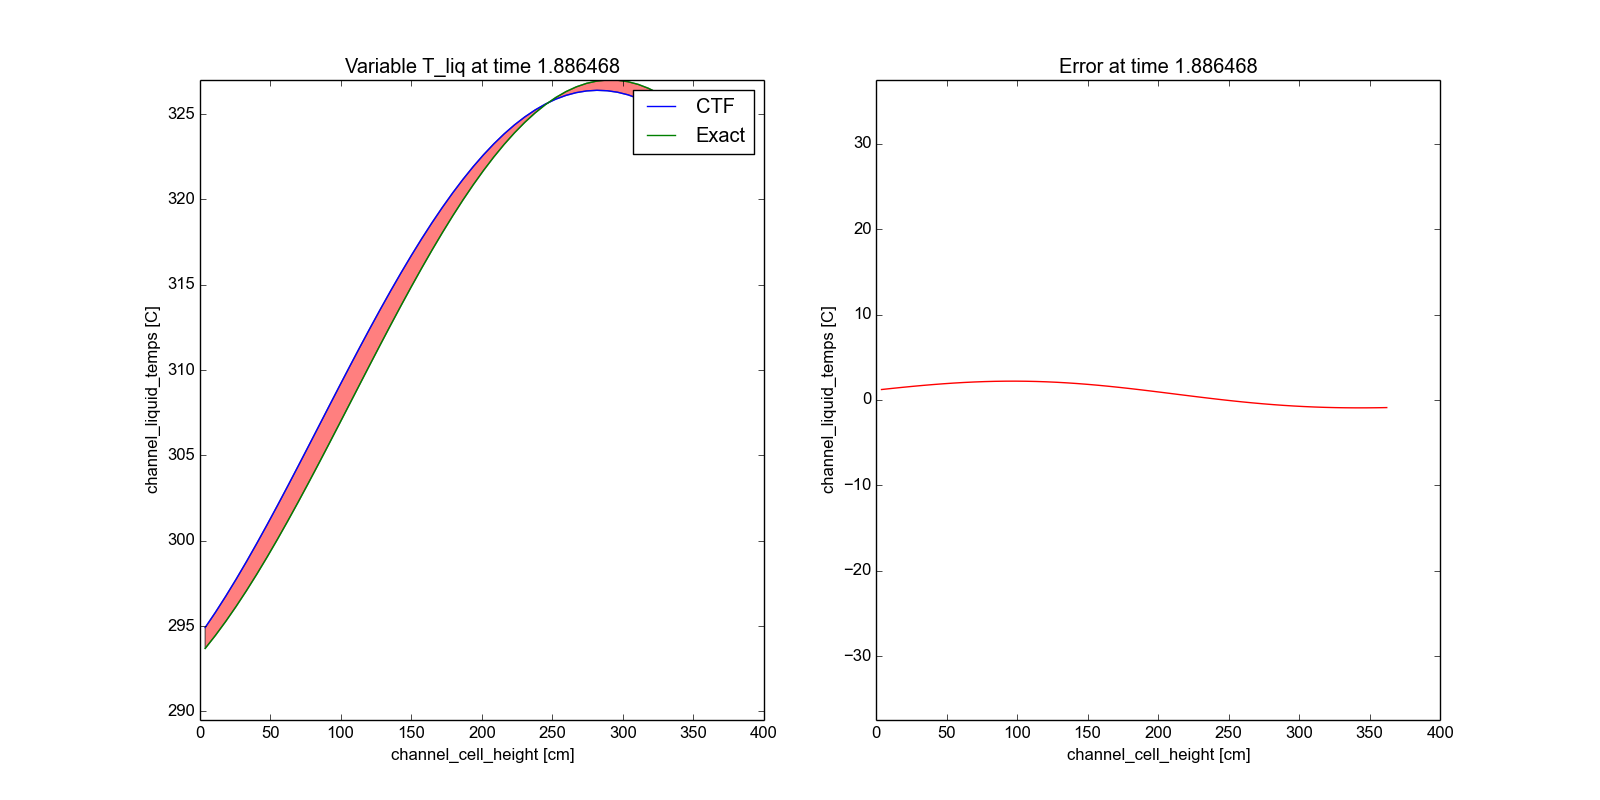 Variable T_liq at time 1.886468
325
320
315
310
305
300
295
290
channel_liquid_temps [C]
CTF
Exact
0 50 100 150 200 250 300 350 400
channel_cell_height [cm]
Error at time 1.886468
30
20
10
0
−10
−20
−30
channel_liquid_temps [C]
0 50 100 150 200 250 300 350 400
channel_cell_height [cm]